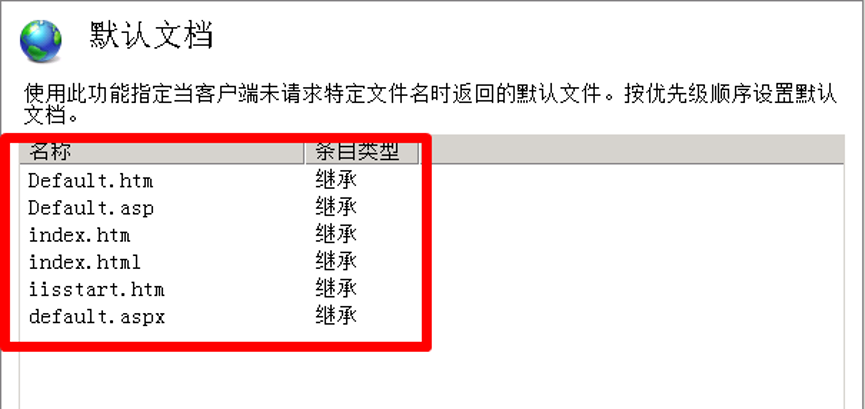 默认文档
使用此功能指定当客户端未请求特定文件名时返回的默认文件。按优先级顺序设置默认
文档。
名称 条目类型
Default.htm 继承
Default.asp 继承
index.htm 继承
index.html 继承
iisstart.htm 继承
default.aspx 继承